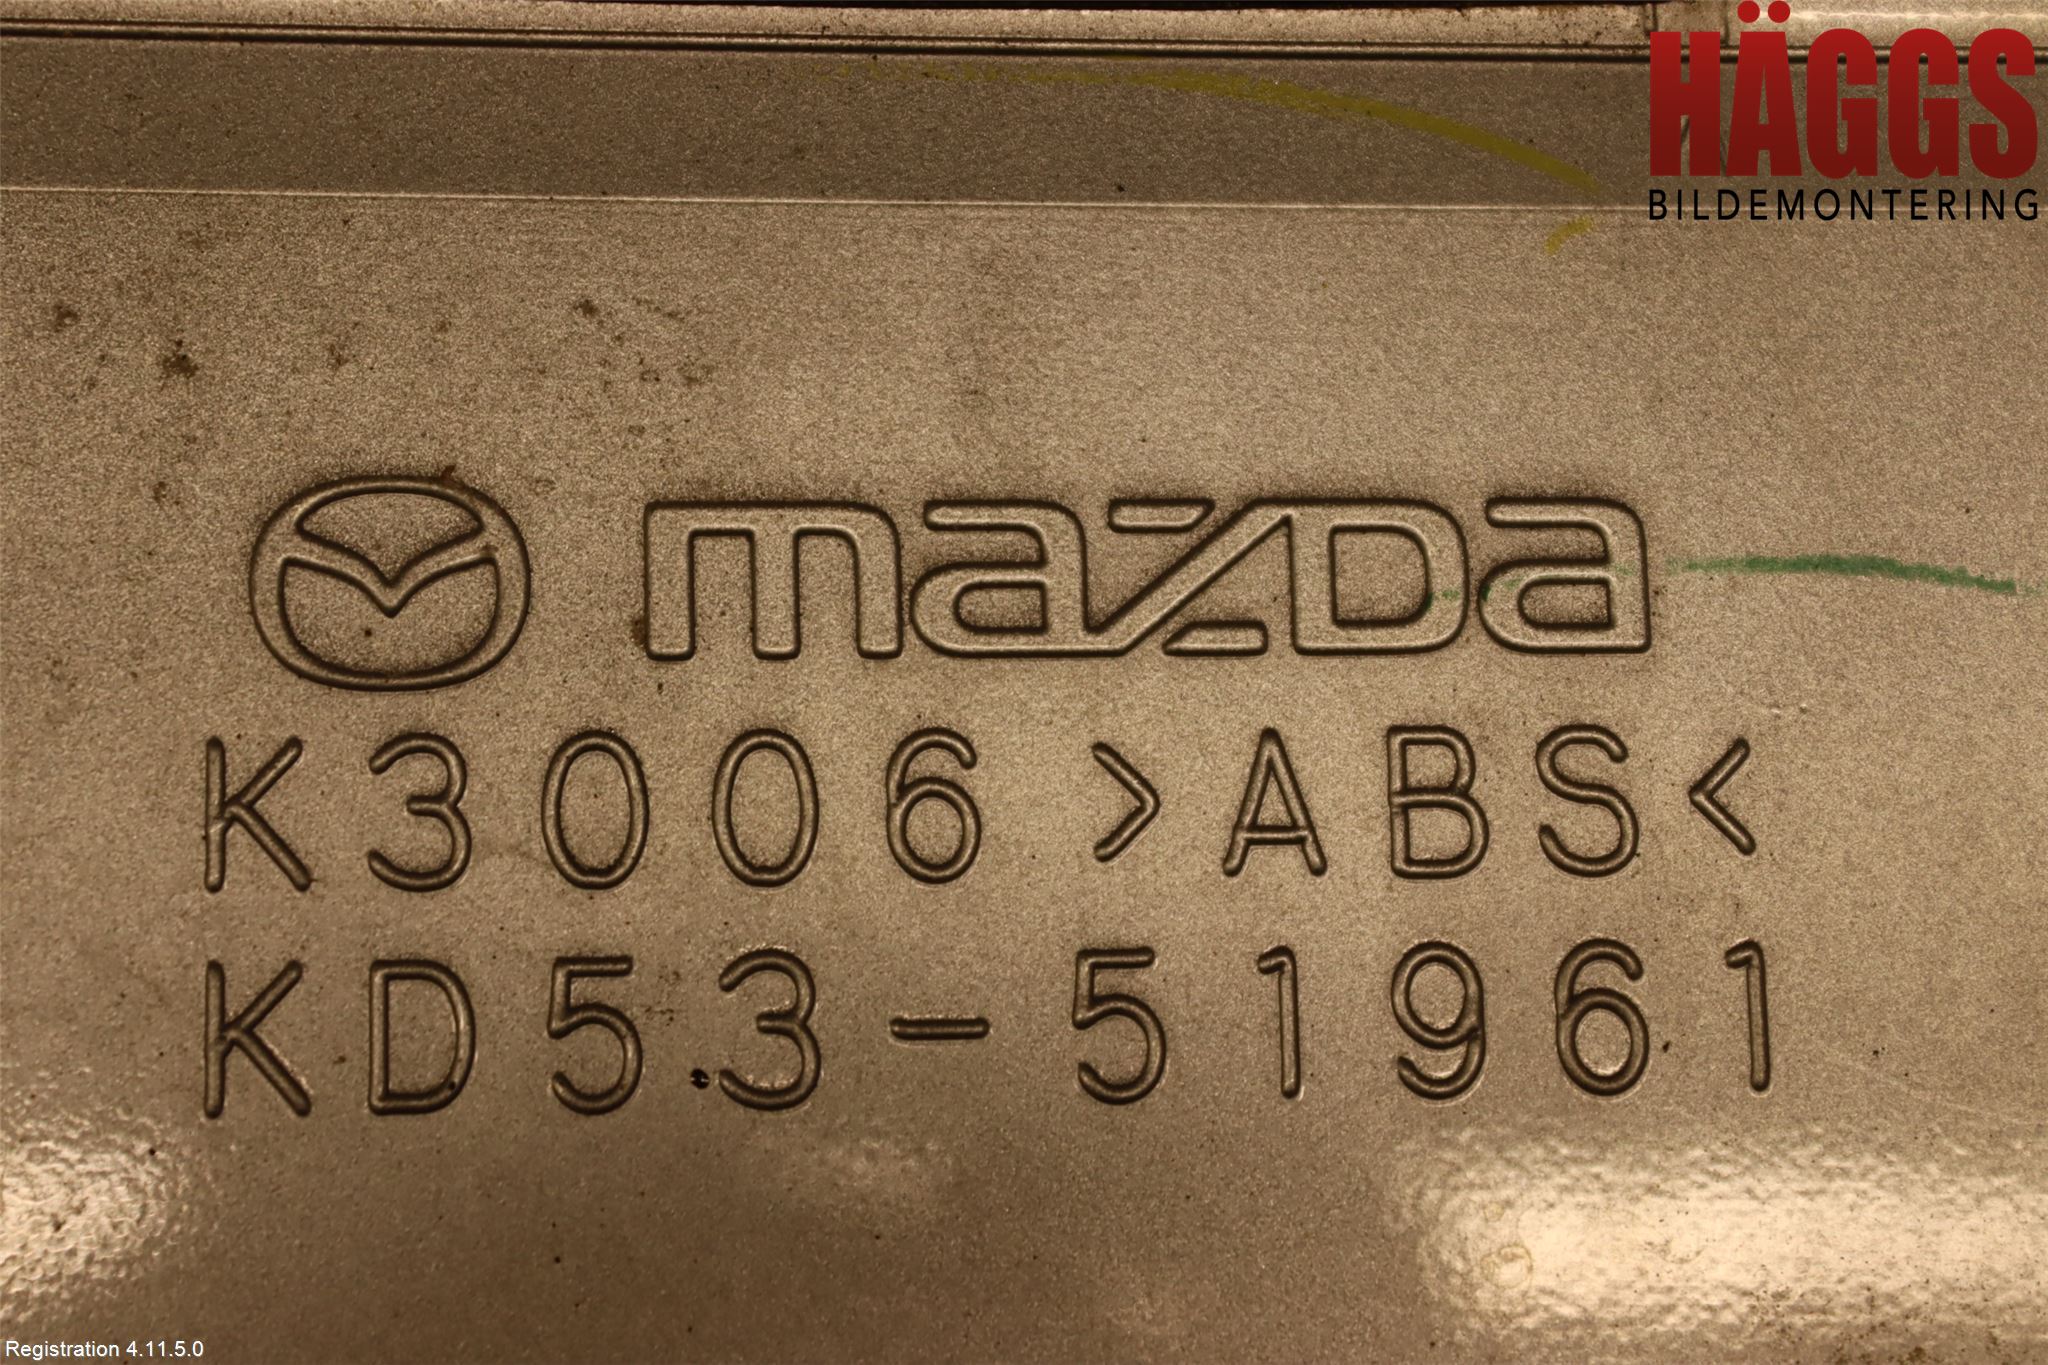 HÄGGS
BILDEMONTERING
mazda
K3006 >ABS<
KD53-51961
Registration 4.11.5.0